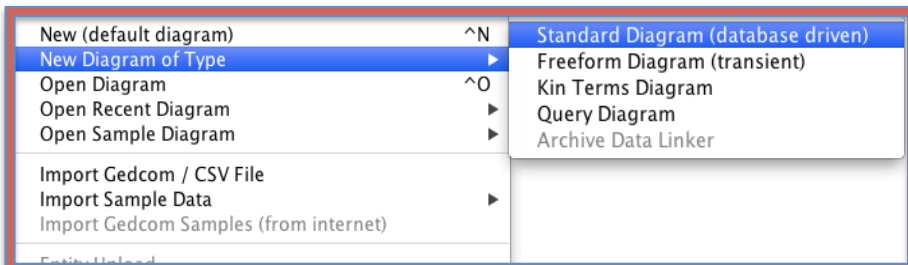 New (default diagram) ^N
New Diagram of Type
Open Diagram ^O
Open Recent Diagram
Open Sample Diagram
Import Gedcom / CSV File
Import Sample Data
Import Gedcom Samples (from internet)
Entity Upload
Standard Diagram (database driven)
Freeform Diagram (transient)
Kin Terms Diagram
Query Diagram
Archive Data Linker